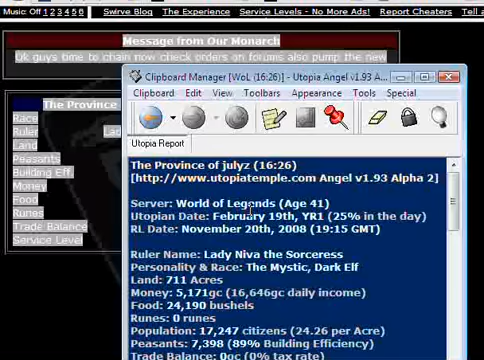 Music: Off 1 2 3 4 5 Swirve Blog The Experience Service Levels - No More Ads! Report Cheaters
Message from Our Monarch
Ok guys time to chain now check orders on forums also pump the new
The Province
Race
Ruler Lady
Land
Peasants
Building Eff.
Money
Food
Runes
Trade Balance
Service Level
Clipboard Manager [WoL (16:26)] - Utopia Angel v1.93 A...
Clipboard Edit View Toolbars Appearance Tools Special
Utopia Report
The Province of julyz (16:26)
[http://www.utopiatemple.com Angel v1.93 Alpha 2]
Server: World of Legends (Age 41)
Utopian Date: February 19th, YR1 (25% in the day)
RL Date: November 20th, 2008 (19:15 GMT)
Ruler Name: Lady Niva the Sorceress
Personality & Race: The Mystic, Dark Elf
Land: 711 Acres
Money: 5,171gc (16,646gc daily income)
Food: 24,190 bushels
Runes: 0 runes
Population: 17,247 citizens (24.26 per Acre)
Peasants: 7,398 (89% Building Efficiency)
Trade Balance: 0gc (0% tax rate)